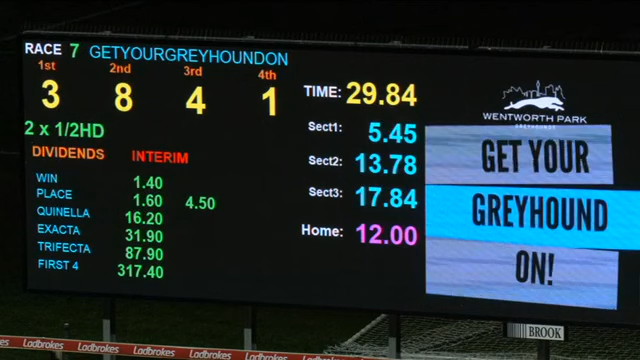 RACE 7 GETYOURGREYHOUNDON
1st 2nd 3rd 4th
3 8 4 1
2 x 1/2HD
DIVIDENDS INTERIM
WIN 1.40
PLACE 1.60 4.50
QUINELLA 16.20
EXACTA 31.90
TRIFECTA 87.90
FIRST 4 317.40
TIME: 29.84
Sect1: 5.45
Sect2: 13.78
Sect3: 17.84
Home: 12.00
WENTWORTH PARK
GREYHOUNDS
GET YOUR
GREYHOUND
ON!
BROOK
Ladbrokes Ladbrokes Ladbrokes Ladbrokes